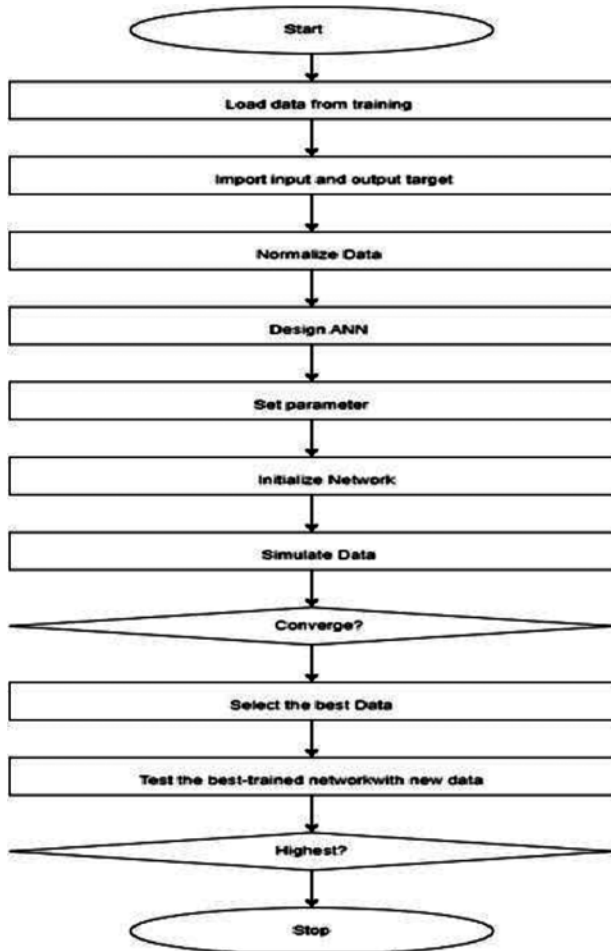 Start
Load data from training
Import input and output target
Normalize Data
Design ANN
Set parameter
Initialize Network
Simulate Data
Converge?
Select the best Data
Test the best-trained networkwith new data
Highest?
Stop